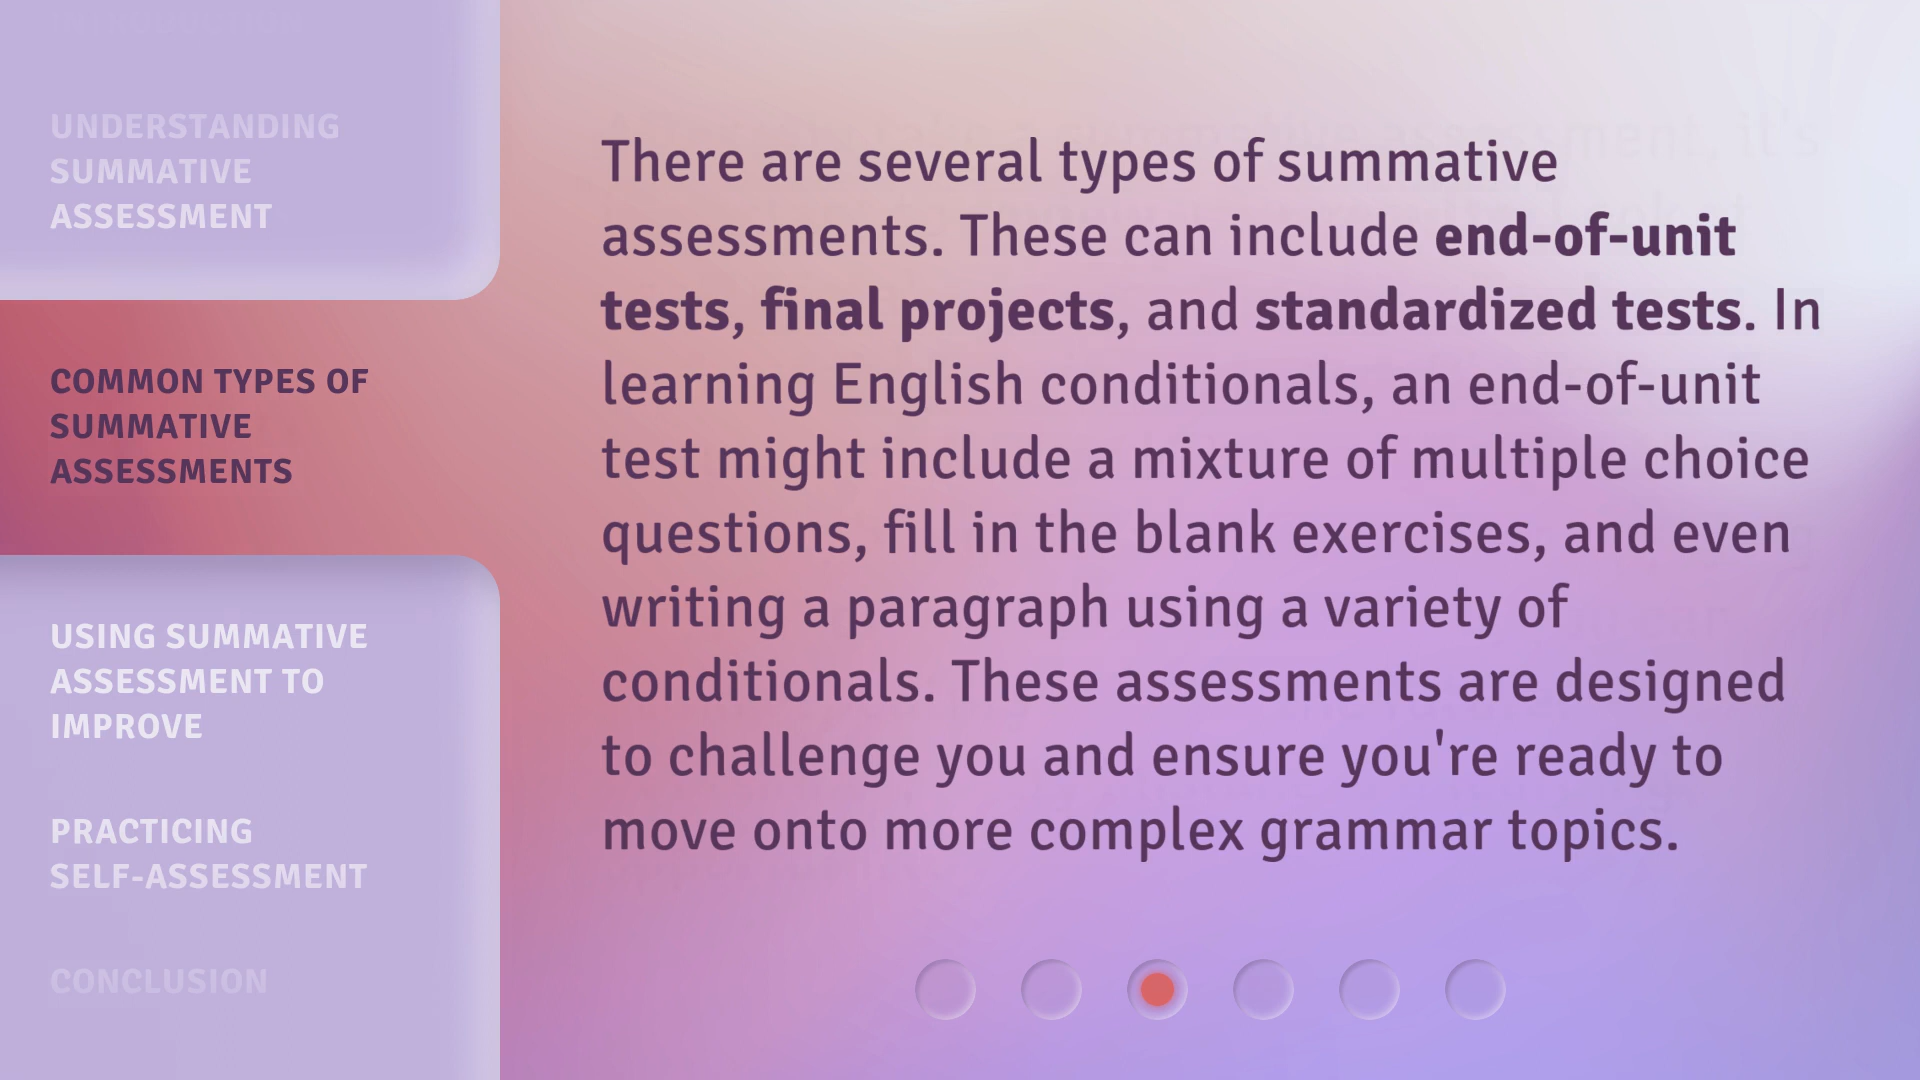 UNDERSTANDING
SUMMATIVE
ASSESSMENT
COMMON TYPES OF
SUMMATIVE
ASSESSMENTS
USING SUMMATIVE
ASSESSMENT TO
IMPROVE
PRACTICING
SELF-ASSESSMENT
CONCLUSION
There are several types of summative
assessments. These can include end-of-unit
tests, final projects, and standardized tests. In
learning English conditionals, an end-of-unit
test might include a mixture of multiple choice
questions, fill in the blank exercises, and even
writing a paragraph using a variety of
conditionals. These assessments are designed
to challenge you and ensure you're ready to
move onto more complex grammar topics.